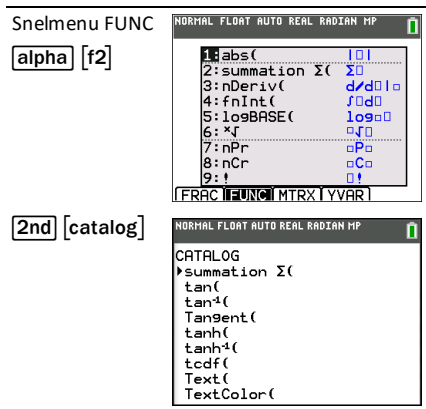 Snelmenu FUNC
alpha f2
NORMAL FLOAT AUTO REAL RADIAN MP
1:abs( |□|
2:summation Σ( Σ□
3:nDeriv( d/d□|□
4:fnInt( ∫□d□
5:logBASE( log□□
6:ˣ√ □√□
7:nPr □P□
8:nCr □C□
9:! □!
FRAC FUNC MTRX YVAR
2nd catalog
NORMAL FLOAT AUTO REAL RADIAN MP
CATALOG
▸summation Σ(
tan(
tan⁻¹(
Tangent(
tanh(
tanh⁻¹(
tcdf(
Text(
TextColor(